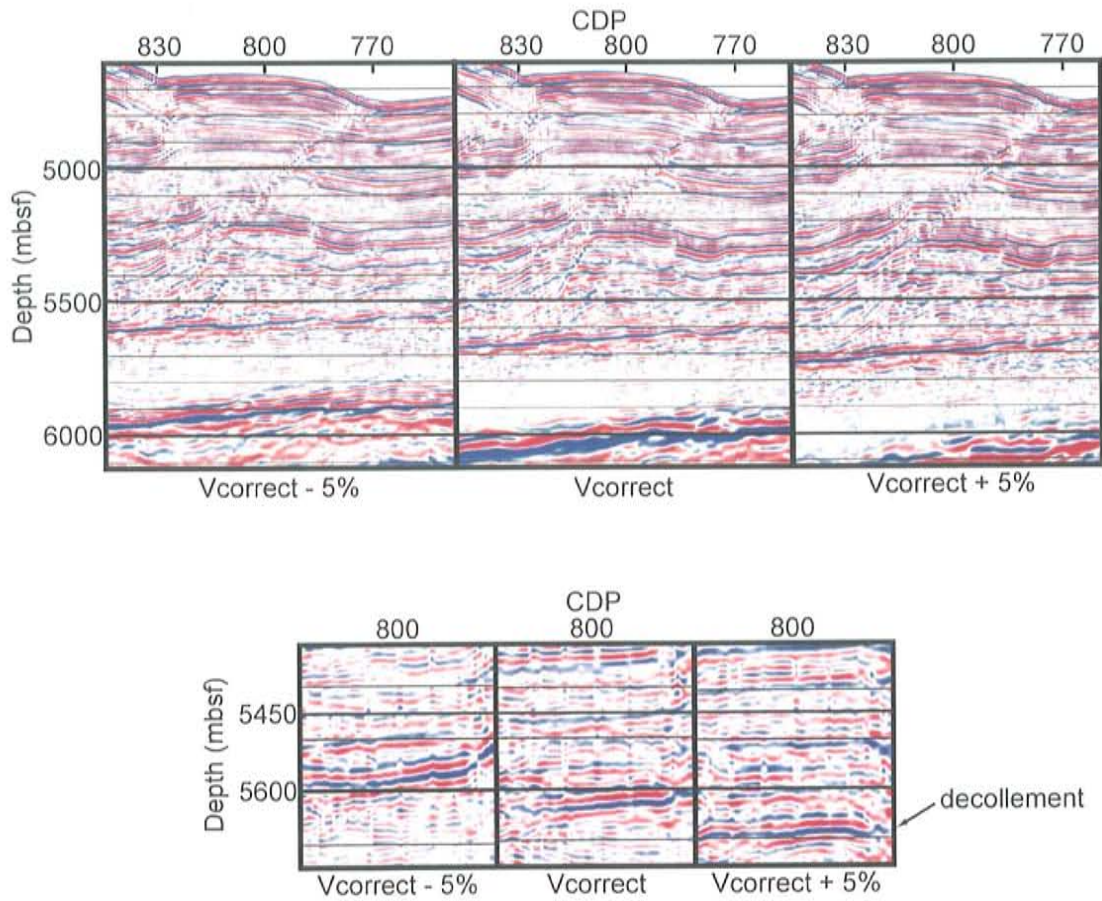 CDP
830 800 770 830 800 770 830 800 770
Depth (mbsf)
5000
5500
6000
Vcorrect - 5% Vcorrect Vcorrect + 5%
CDP
800 800 800
Depth (mbsf)
5450
5600
decollement
Vcorrect - 5% Vcorrect Vcorrect + 5%